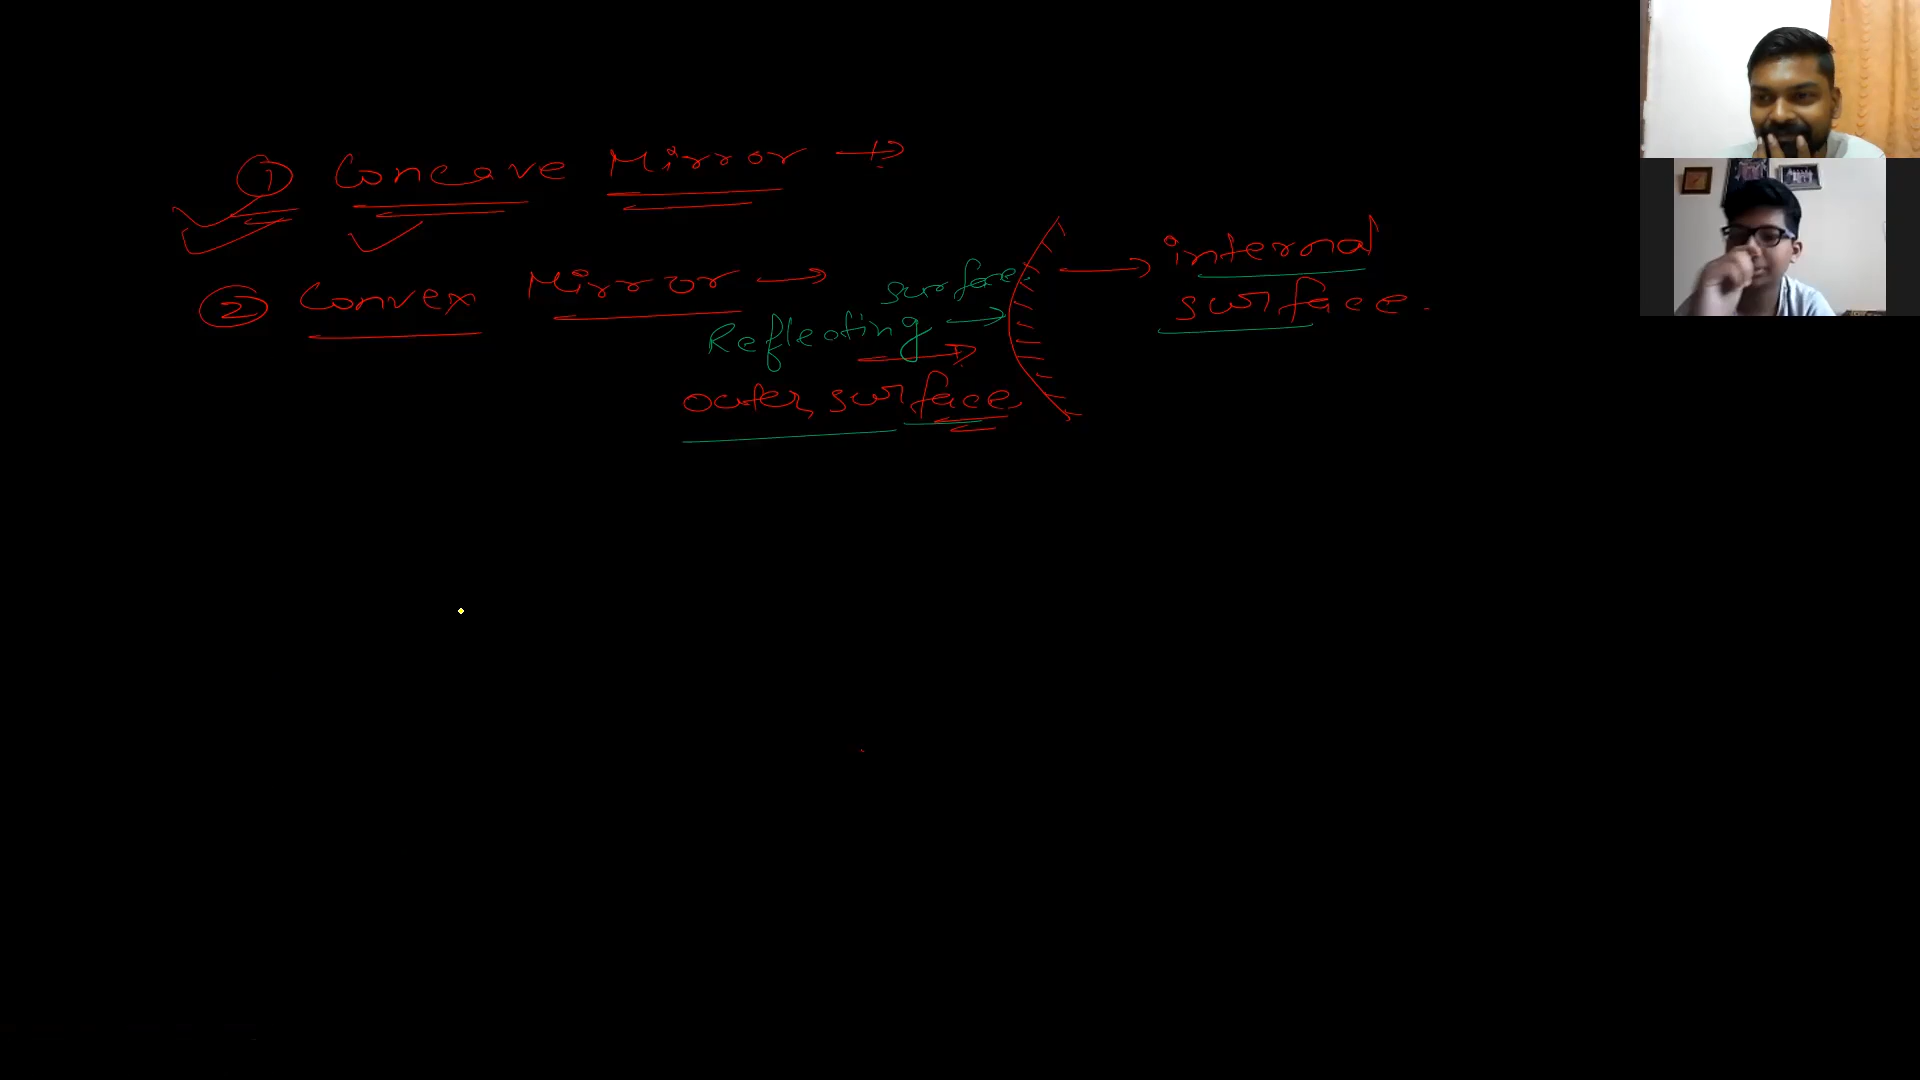 ① Concave Mirror →
② Convex Mirror →
surface
Reflecting →
outer surface
→ internal
surface.